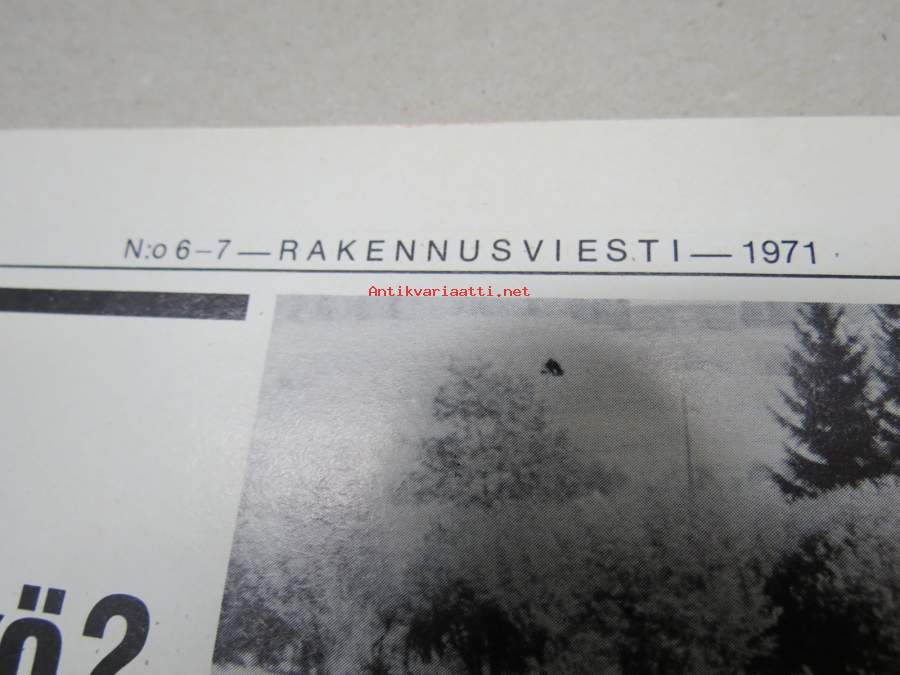 N:o 6–7 — RAKENNUSVIESTI — 1971
Antikvariaatti.net
ö?